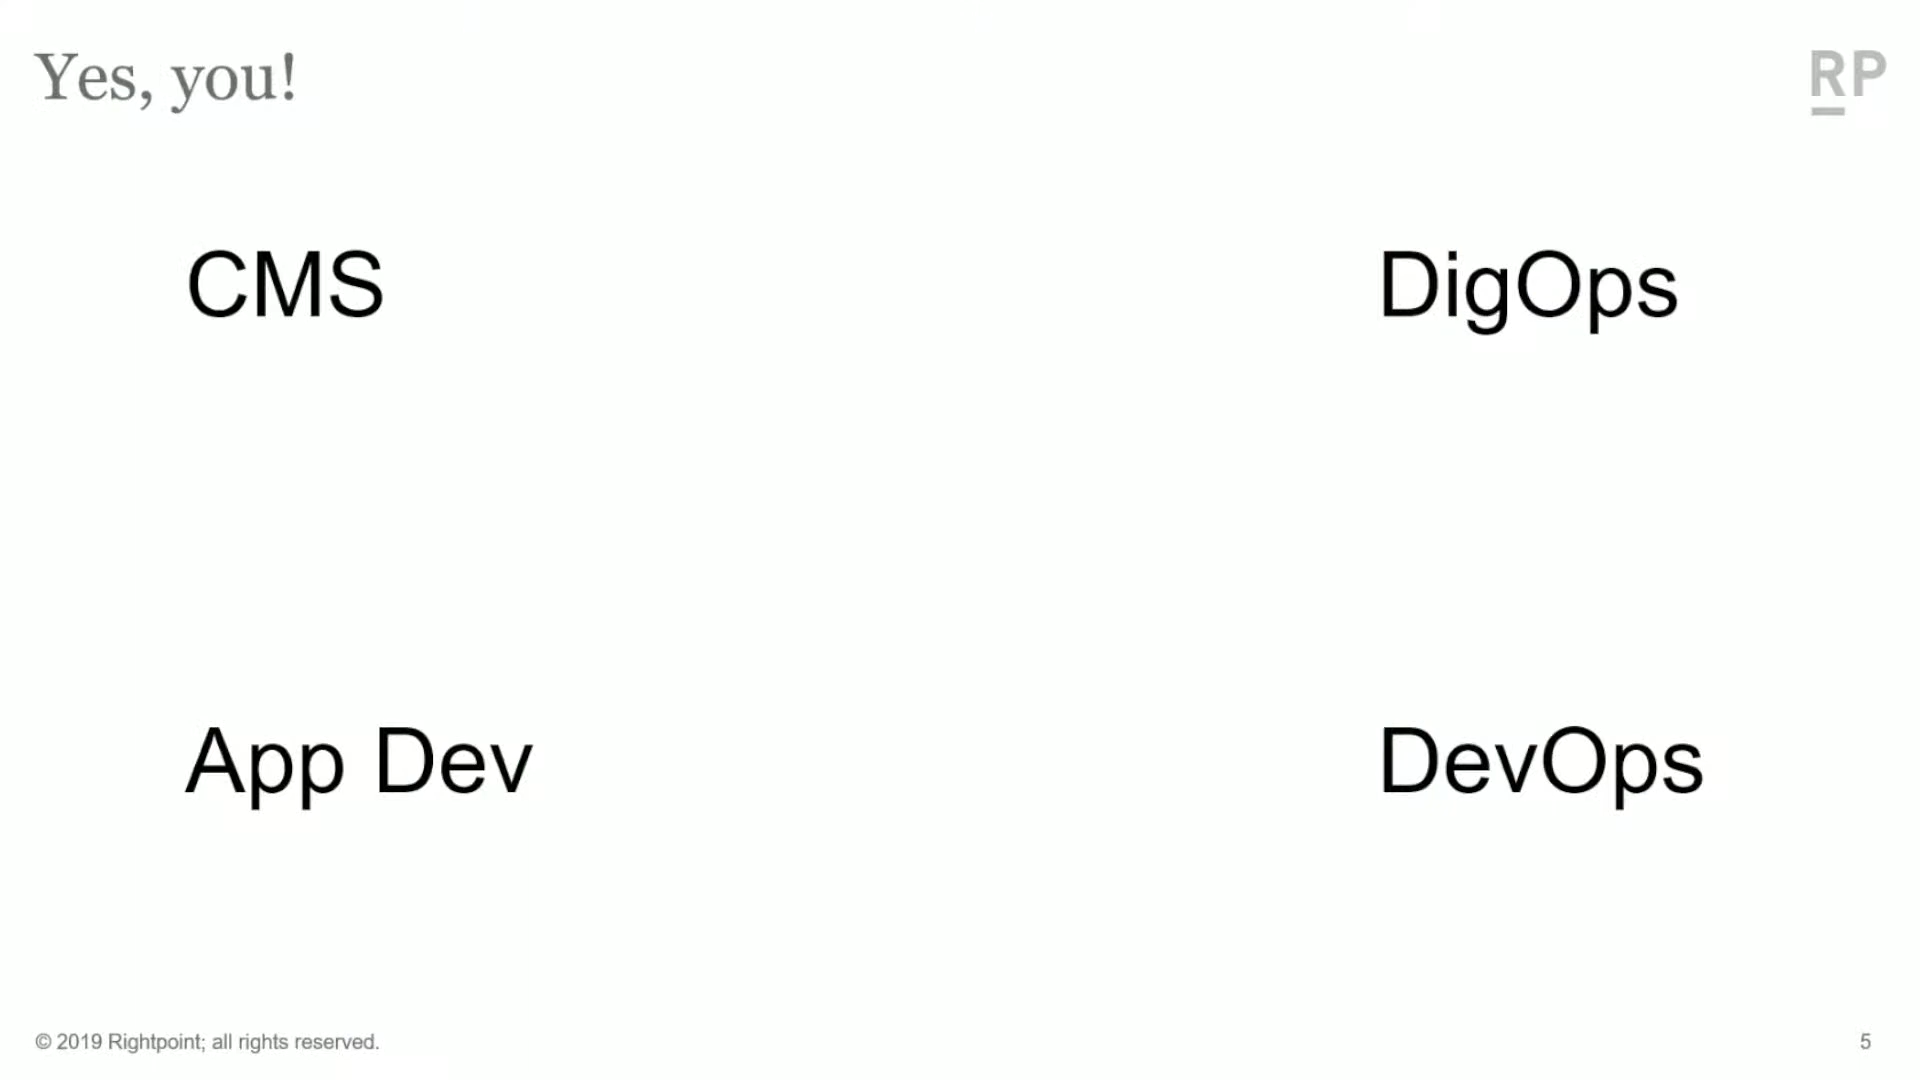 Yes, you!
RP
CMS
DigOps
App Dev
DevOps
© 2019 Rightpoint; all rights reserved.
5